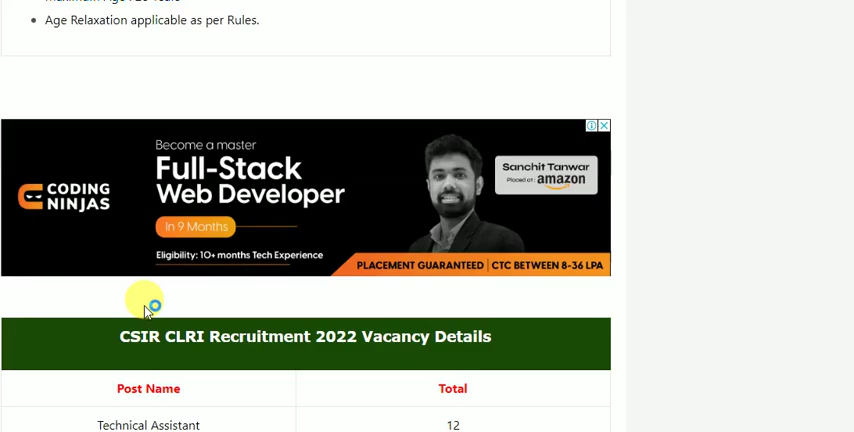 Age Relaxation applicable as per Rules.
Become a master
Full-Stack
Web Developer
In 9 Months
Eligibility: 10+ months Tech Experience
CODING
NINJAS
Sanchit Tanwar
Placed at: amazon
PLACEMENT GUARANTEED | CTC BETWEEN 8-36 LPA
CSIR CLRI Recruitment 2022 Vacancy Details
Post Name Total
Technical Assistant 12